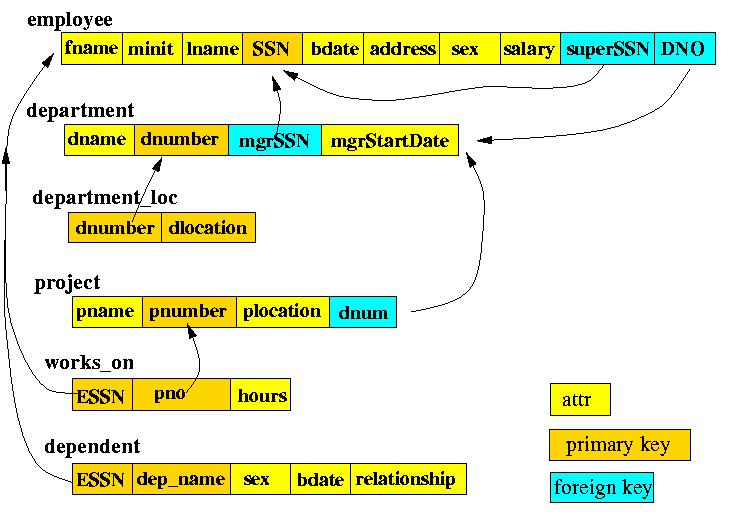 employee
fname minit lname SSN bdate address sex salary superSSN DNO
department
dname dnumber mgrSSN mgrStartDate
department_loc
dnumber dlocation
project
pname pnumber plocation dnum
works_on
ESSN pno hours
dependent
ESSN dep_name sex bdate relationship
attr
primary key
foreign key